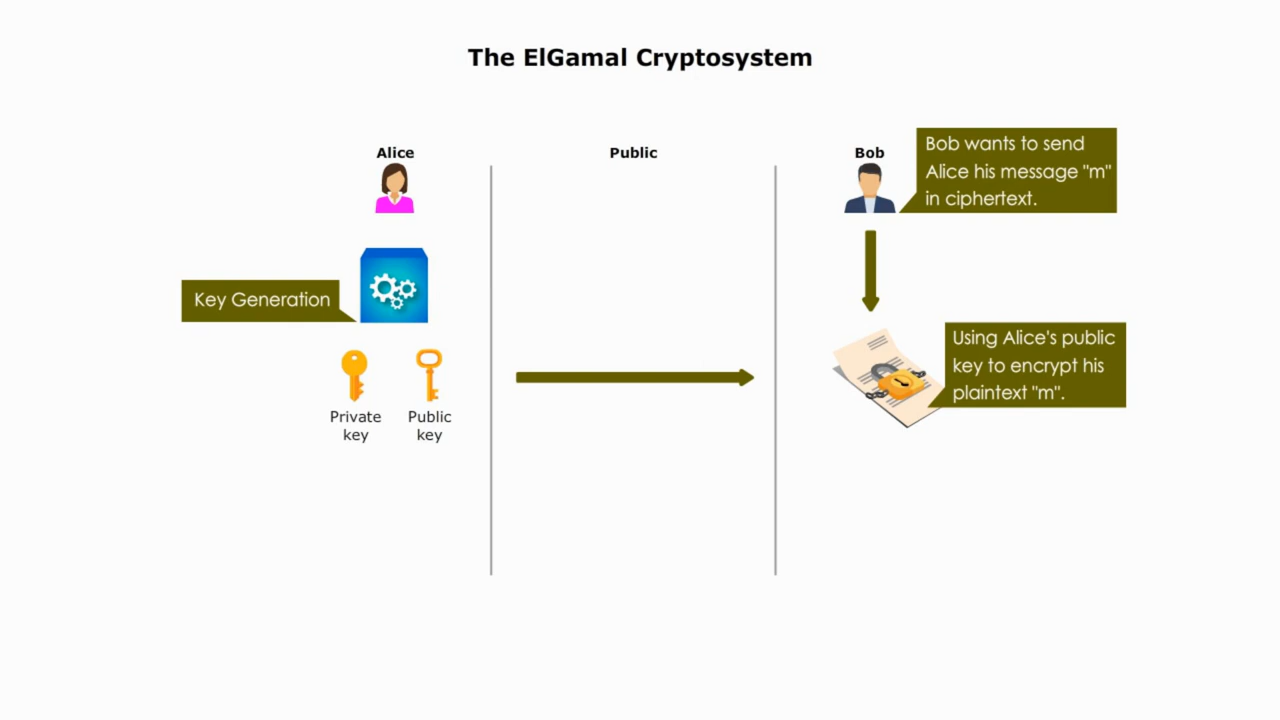 The ElGamal Cryptosystem
Alice
Public
Bob
Bob wants to send
Alice his message "m"
in ciphertext.
Key Generation
Using Alice's public
key to encrypt his
plaintext "m".
Private
key
Public
key